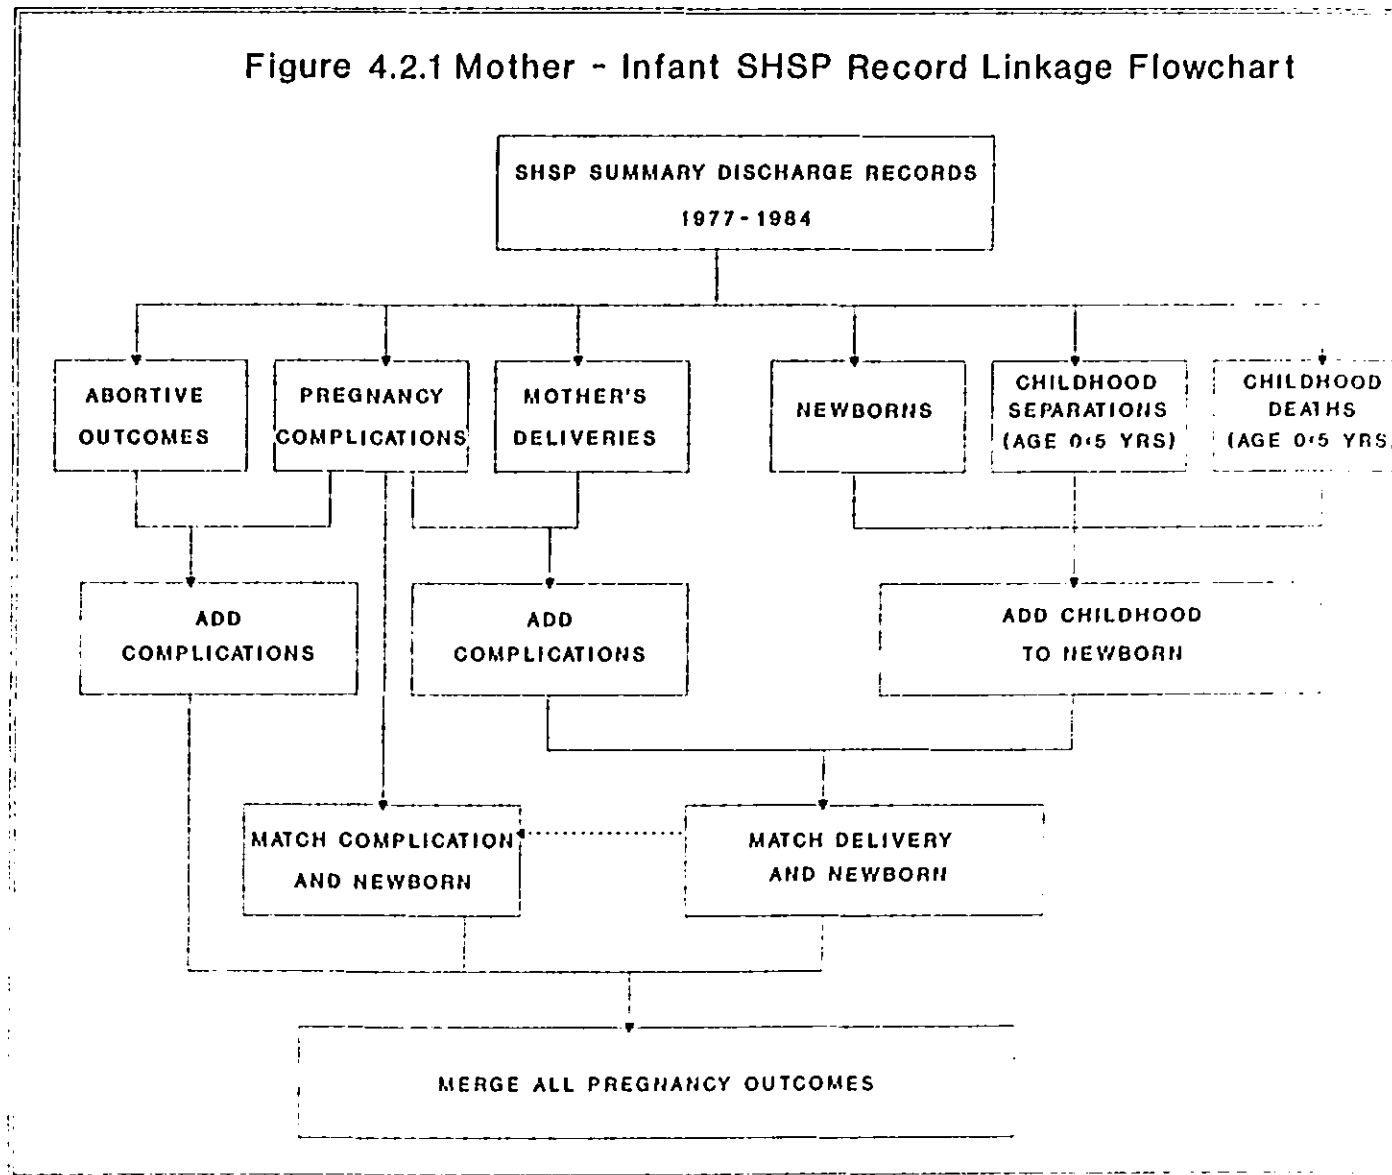 Figure 4.2.1 Mother - Infant SHSP Record Linkage Flowchart
SHSP SUMMARY DISCHARGE RECORDS
1977-1984
ABORTIVE
OUTCOMES
PREGNANCY
COMPLICATIONS
MOTHER'S
DELIVERIES
NEWBORNS
CHILDHOOD
SEPARATIONS
(AGE 0-5 YRS)
CHILDHOOD
DEATHS
(AGE 0-5 YRS
ADD
COMPLICATIONS
ADD
COMPLICATIONS
ADD CHILDHOOD
TO NEWBORN
MATCH COMPLICATION
AND NEWBORN
MATCH DELIVERY
AND NEWBORN
MERGE ALL PREGNANCY OUTCOMES